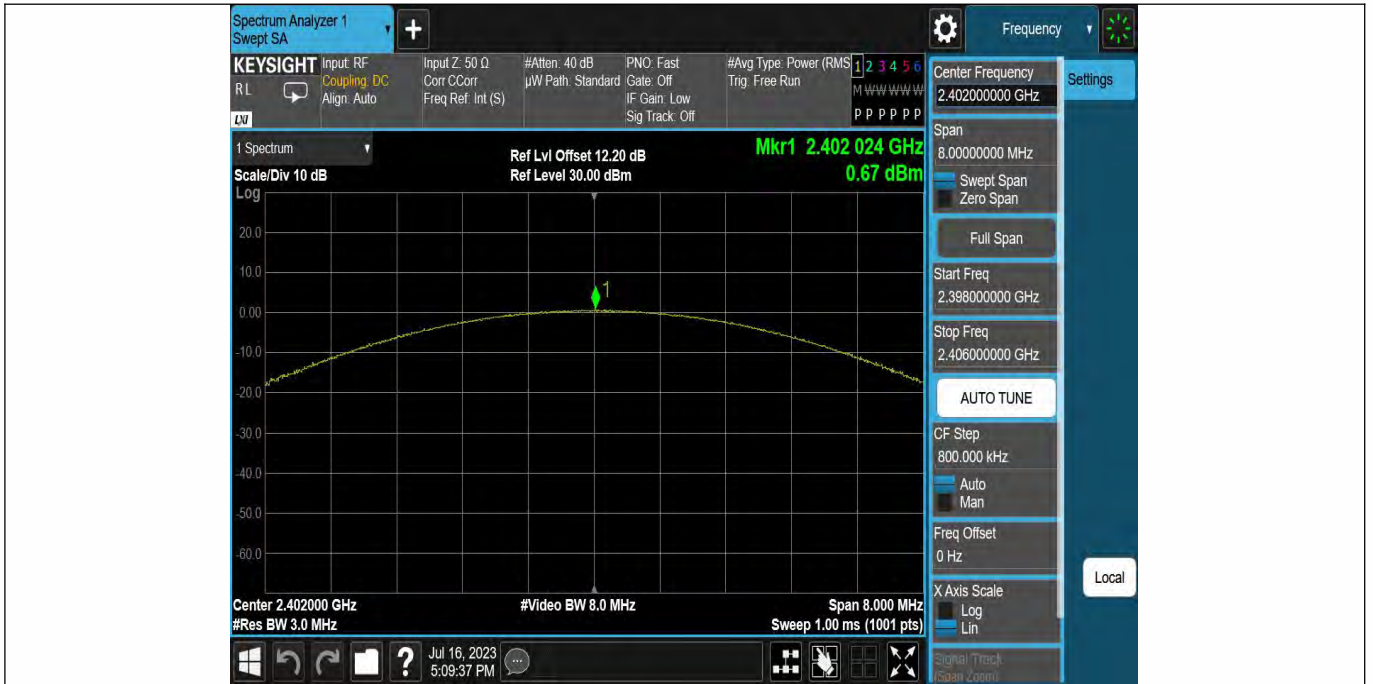 Spectrum Analyzer 1
Swept SA
+
Frequency
KEYSIGHT
RL
LXI
Input: RF
Coupling: DC
Align: Auto
Input Z: 50 Ω
Corr CCorr
Freq Ref: Int (S)
#Atten: 40 dB
µW Path: Standard
PNO: Fast
Gate: Off
IF Gain: Low
Sig Track: Off
#Avg Type: Power (RMS
Trig: Free Run
1 2 3 4 5 6
M W W W W W
P P P P P P
1 Spectrum
Scale/Div 10 dB
Ref Lvl Offset 12.20 dB
Ref Level 30.00 dBm
Mkr1 2.402 024 GHz
0.67 dBm
Log
20.0
10.0
0.00
-10.0
-20.0
-30.0
-40.0
-50.0
-60.0
1
Center 2.402000 GHz
#Video BW 8.0 MHz
Span 8.000 MHz
#Res BW 3.0 MHz
Sweep 1.00 ms (1001 pts)
?
Jul 16, 2023
5:09:37 PM
Center Frequency
2.402000000 GHz
Settings
Span
8.00000000 MHz
Swept Span
Zero Span
Full Span
Start Freq
2.398000000 GHz
Stop Freq
2.406000000 GHz
AUTO TUNE
CF Step
800.000 kHz
Auto
Man
Freq Offset
0 Hz
X Axis Scale
Log
Lin
Signal Track
(Span Zoom)
Local